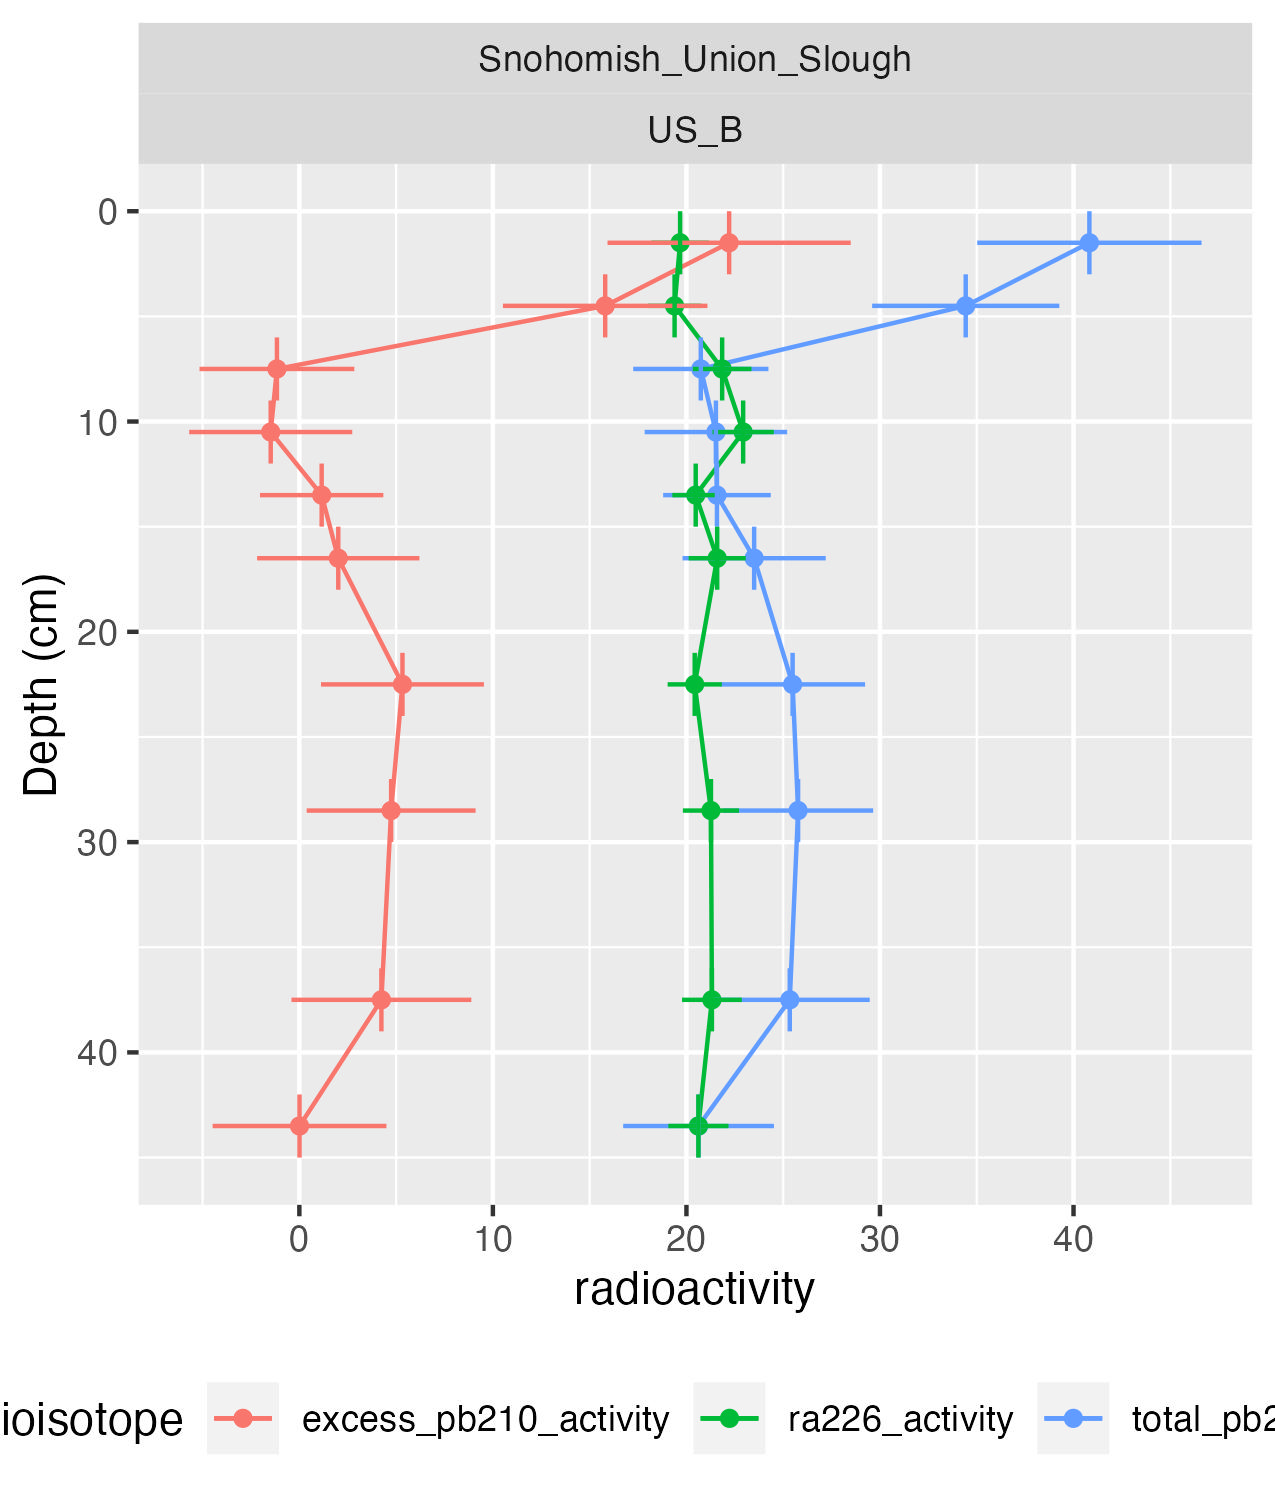 Snohomish_Union_Slough
US_B
0
10
20
30
40
Depth (cm)
0 10 20 30 40
radioactivity
ioisotope excess_pb210_activity ra226_activity total_pb2